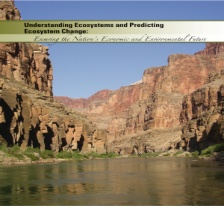 Understanding Ecosystems and Predicting
Ecosystem Change:
Ensuring the Nation's Economic and Environmental Future